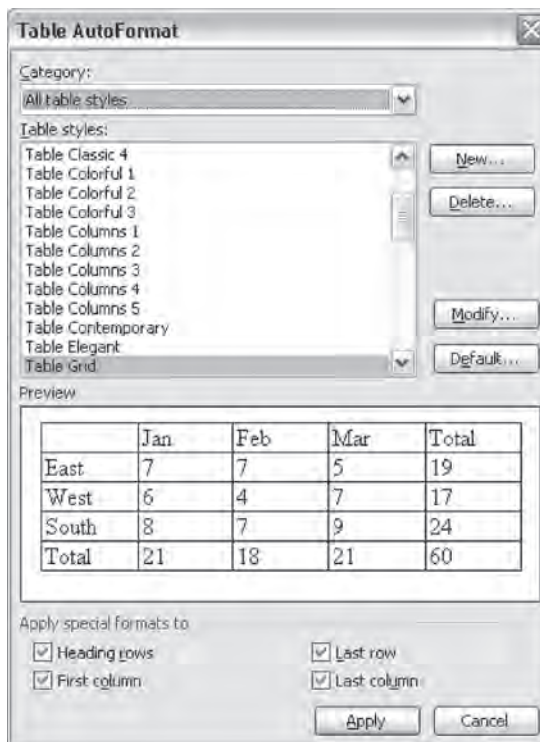 Table AutoFormat
Category:
All table styles
Table styles:
Table Classic 4
Table Colorful 1
Table Colorful 2
Table Colorful 3
Table Columns 1
Table Columns 2
Table Columns 3
Table Columns 4
Table Columns 5
Table Contemporary
Table Elegant
Table Grid
New...
Delete...
Modify...
Default...
Preview
Jan Feb Mar Total
East 7 7 5 19
West 6 4 7 17
South 8 7 9 24
Total 21 18 21 60
Apply special formats to
Heading rows Last row
First column Last column
Apply Cancel